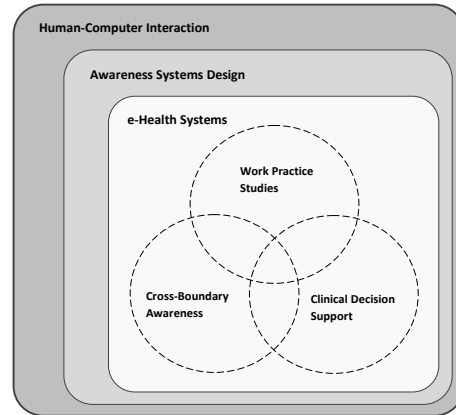 Human-Computer Interaction
Awareness Systems Design
e-Health Systems
Work Practice
Studies
Cross-Boundary
Awareness
Clinical Decision
Support